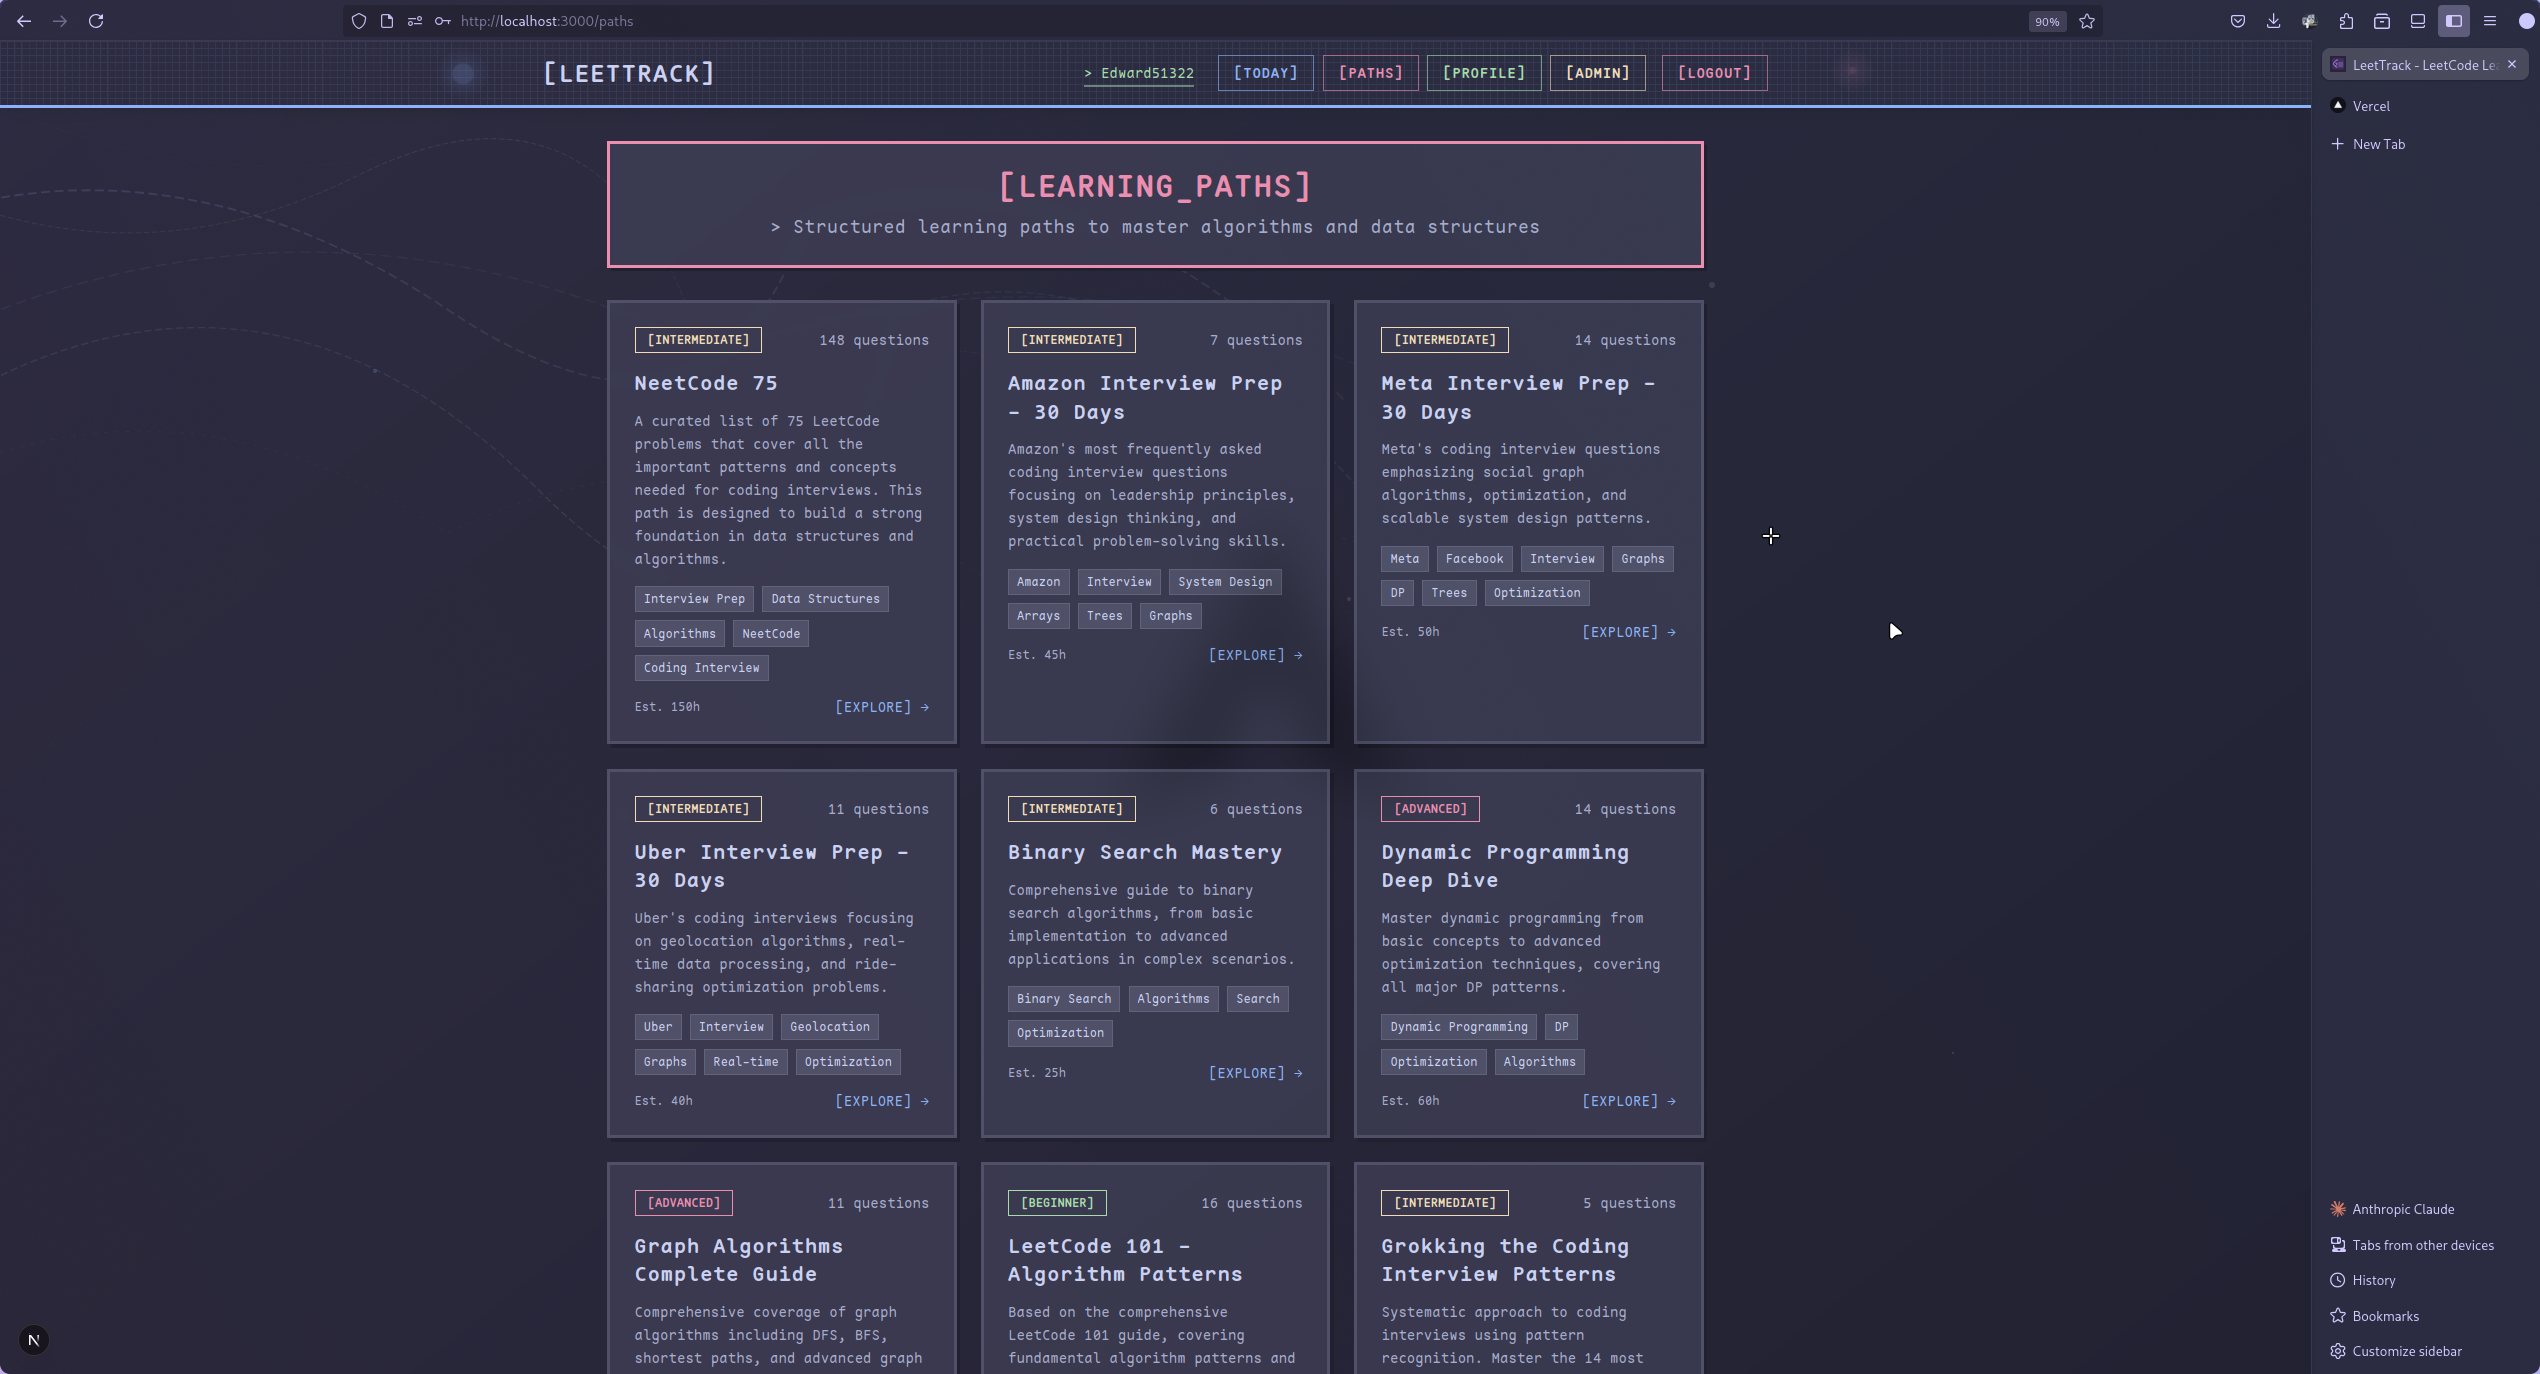 http://localhost:3000/paths
90%
[LEETTRACK]
> Edward51322
[TODAY]
[PATHS]
[PROFILE]
[ADMIN]
[LOGOUT]
[LEARNING_PATHS]
> Structured learning paths to master algorithms and data structures
[INTERMEDIATE]
148 questions
NeetCode 75
A curated list of 75 LeetCode
problems that cover all the
important patterns and concepts
needed for coding interviews. This
path is designed to build a strong
foundation in data structures and
algorithms.
Interview Prep
Data Structures
Algorithms
NeetCode
Coding Interview
Est. 150h
[EXPLORE] →
[INTERMEDIATE]
7 questions
Amazon Interview Prep
- 30 Days
Amazon's most frequently asked
coding interview questions
focusing on leadership principles,
system design thinking, and
practical problem-solving skills.
Amazon
Interview
System Design
Arrays
Trees
Graphs
Est. 45h
[EXPLORE] →
[INTERMEDIATE]
14 questions
Meta Interview Prep -
30 Days
Meta's coding interview questions
emphasizing social graph
algorithms, optimization, and
scalable system design patterns.
Meta
Facebook
Interview
Graphs
DP
Trees
Optimization
Est. 50h
[EXPLORE] →
[INTERMEDIATE]
11 questions
Uber Interview Prep -
30 Days
Uber's coding interviews focusing
on geolocation algorithms, real-
time data processing, and ride-
sharing optimization problems.
Uber
Interview
Geolocation
Graphs
Real-time
Optimization
Est. 40h
[EXPLORE] →
[INTERMEDIATE]
6 questions
Binary Search Mastery
Comprehensive guide to binary
search algorithms, from basic
implementation to advanced
applications in complex scenarios.
Binary Search
Algorithms
Search
Optimization
Est. 25h
[EXPLORE] →
[ADVANCED]
14 questions
Dynamic Programming
Deep Dive
Master dynamic programming from
basic concepts to advanced
optimization techniques, covering
all major DP patterns.
Dynamic Programming
DP
Optimization
Algorithms
Est. 60h
[EXPLORE] →
[ADVANCED]
11 questions
Graph Algorithms
Complete Guide
Comprehensive coverage of graph
algorithms including DFS, BFS,
shortest paths, and advanced graph
[BEGINNER]
16 questions
LeetCode 101 -
Algorithm Patterns
Based on the comprehensive
LeetCode 101 guide, covering
fundamental algorithm patterns and
[INTERMEDIATE]
5 questions
Grokking the Coding
Interview Patterns
Systematic approach to coding
interviews using pattern
recognition. Master the 14 most
N
LeetTrack - LeetCode Le
Vercel
New Tab
Anthropic Claude
Tabs from other devices
History
Bookmarks
Customize sidebar